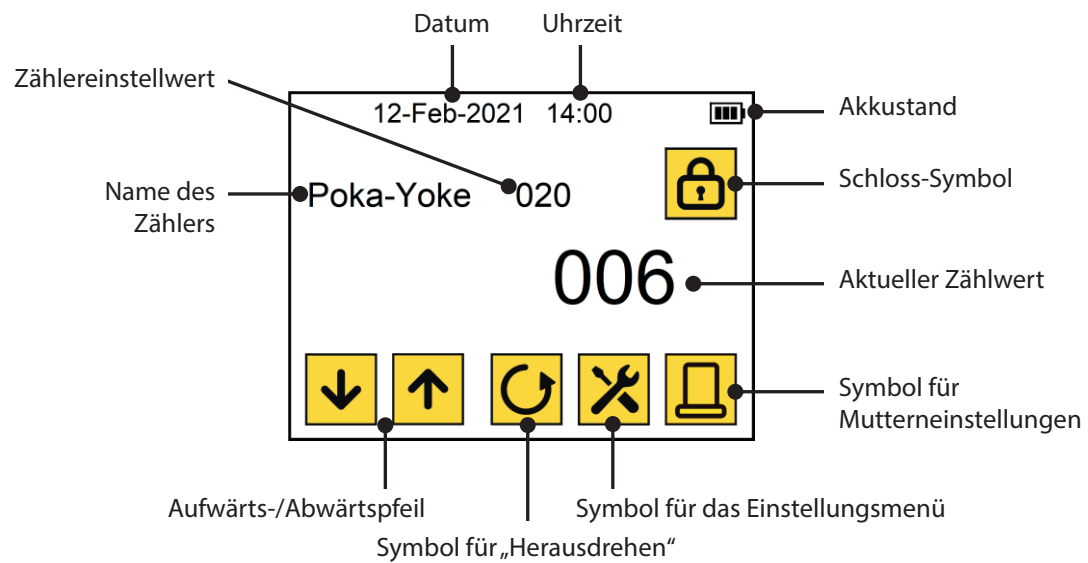 Datum Uhrzeit
Zählereinstellwert
12-Feb-2021 14:00
Akkustand
Poka-Yoke 020
Name des
Zählers
Schloss-Symbol
006
Aktueller Zählwert
Symbol für
Mutterneinstellungen
Aufwärts-/Abwärtspfeil
Symbol für das Einstellungsmenü
Symbol für „Herausdrehen“